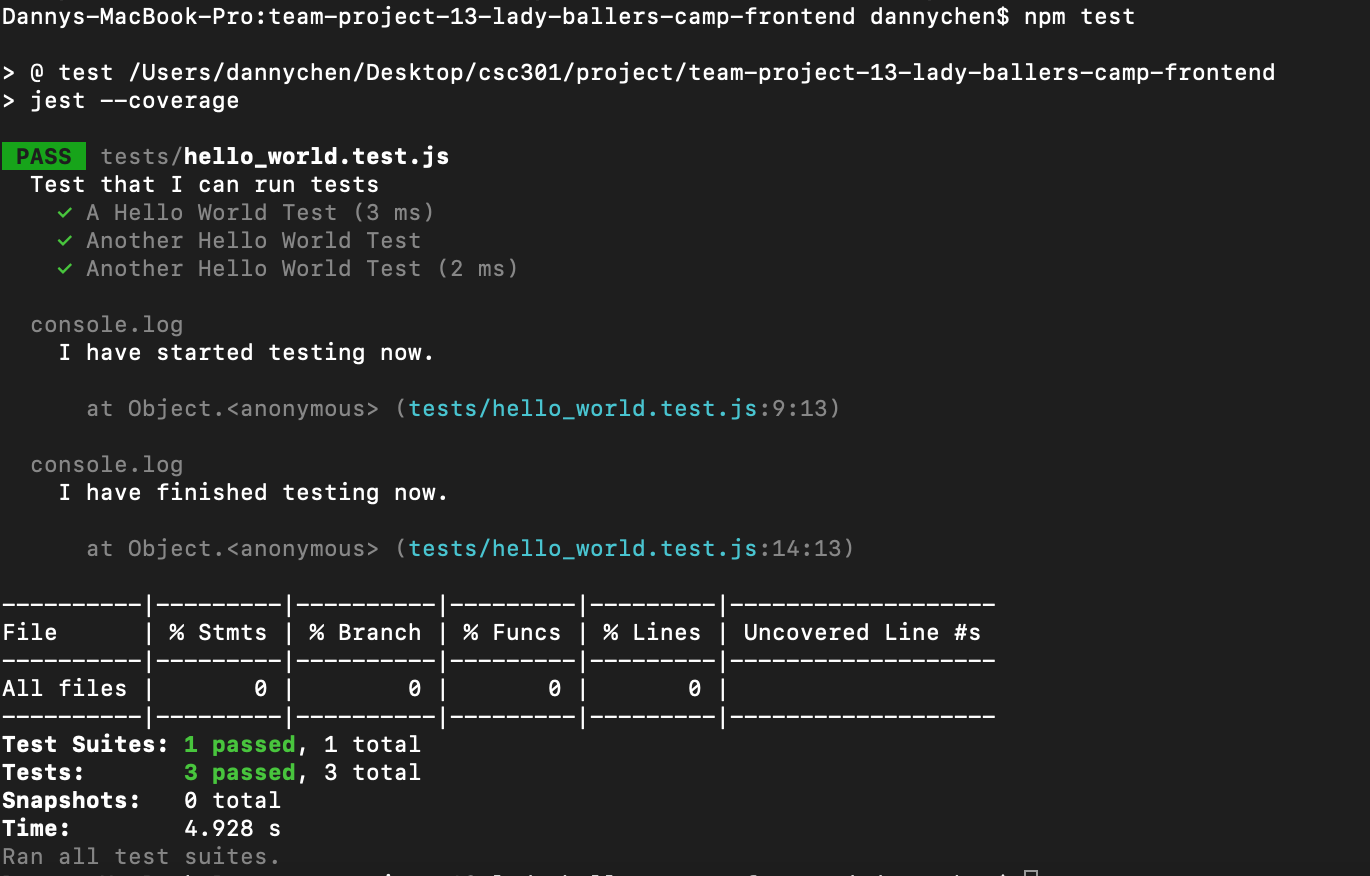 Dannys-MacBook-Pro:team-project-13-lady-ballers-camp-frontend dannychen$ npm test
> @ test /Users/dannychen/Desktop/csc301/project/team-project-13-lady-ballers-camp-frontend
> jest --coverage
PASS tests/hello_world.test.js
Test that I can run tests
✓ A Hello World Test (3 ms)
✓ Another Hello World Test
✓ Another Hello World Test (2 ms)
console.log
I have started testing now.
at Object.<anonymous> (tests/hello_world.test.js:9:13)
console.log
I have finished testing now.
at Object.<anonymous> (tests/hello_world.test.js:14:13)
----------|---------|----------|---------|---------|-------------------
File      | % Stmts | % Branch | % Funcs | % Lines | Uncovered Line #s
----------|---------|----------|---------|---------|-------------------
All files |       0 |        0 |       0 |       0 |
----------|---------|----------|---------|---------|-------------------
Test Suites: 1 passed, 1 total
Tests:       3 passed, 3 total
Snapshots:   0 total
Time:        4.928 s
Ran all test suites.